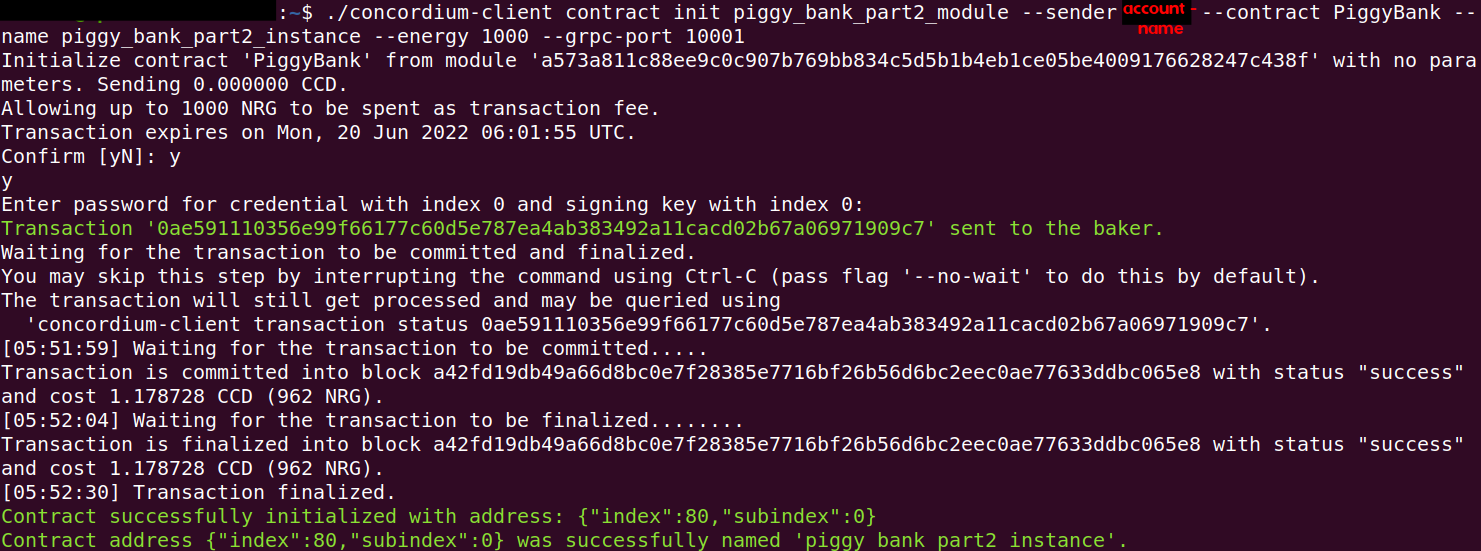 :~$ ./concordium-client contract init piggy_bank_part2_module --sender account-name --contract PiggyBank --
name piggy_bank_part2_instance --energy 1000 --grpc-port 10001
Initialize contract 'PiggyBank' from module 'a573a811c88ee9c0c907b769bb834c5d5b1b4eb1ce05be4009176628247c438f' with no para
meters. Sending 0.000000 CCD.
Allowing up to 1000 NRG to be spent as transaction fee.
Transaction expires on Mon, 20 Jun 2022 06:01:55 UTC.
Confirm [yN]: y
y
Enter password for credential with index 0 and signing key with index 0:
Transaction '0ae591110356e99f66177c60d5e787ea4ab383492a11cacd02b67a06971909c7' sent to the baker.
Waiting for the transaction to be committed and finalized.
You may skip this step by interrupting the command using Ctrl-C (pass flag '--no-wait' to do this by default).
The transaction will still get processed and may be queried using
  'concordium-client transaction status 0ae591110356e99f66177c60d5e787ea4ab383492a11cacd02b67a06971909c7'.
[05:51:59] Waiting for the transaction to be committed.....
Transaction is committed into block a42fd19db49a66d8bc0e7f28385e7716bf26b56d6bc2eec0ae77633ddbc065e8 with status "success"
and cost 1.178728 CCD (962 NRG).
[05:52:04] Waiting for the transaction to be finalized........
Transaction is finalized into block a42fd19db49a66d8bc0e7f28385e7716bf26b56d6bc2eec0ae77633ddbc065e8 with status "success"
and cost 1.178728 CCD (962 NRG).
[05:52:30] Transaction finalized.
Contract successfully initialized with address: {"index":80,"subindex":0}
Contract address {"index":80,"subindex":0} was successfully named 'piggy_bank_part2_instance'.